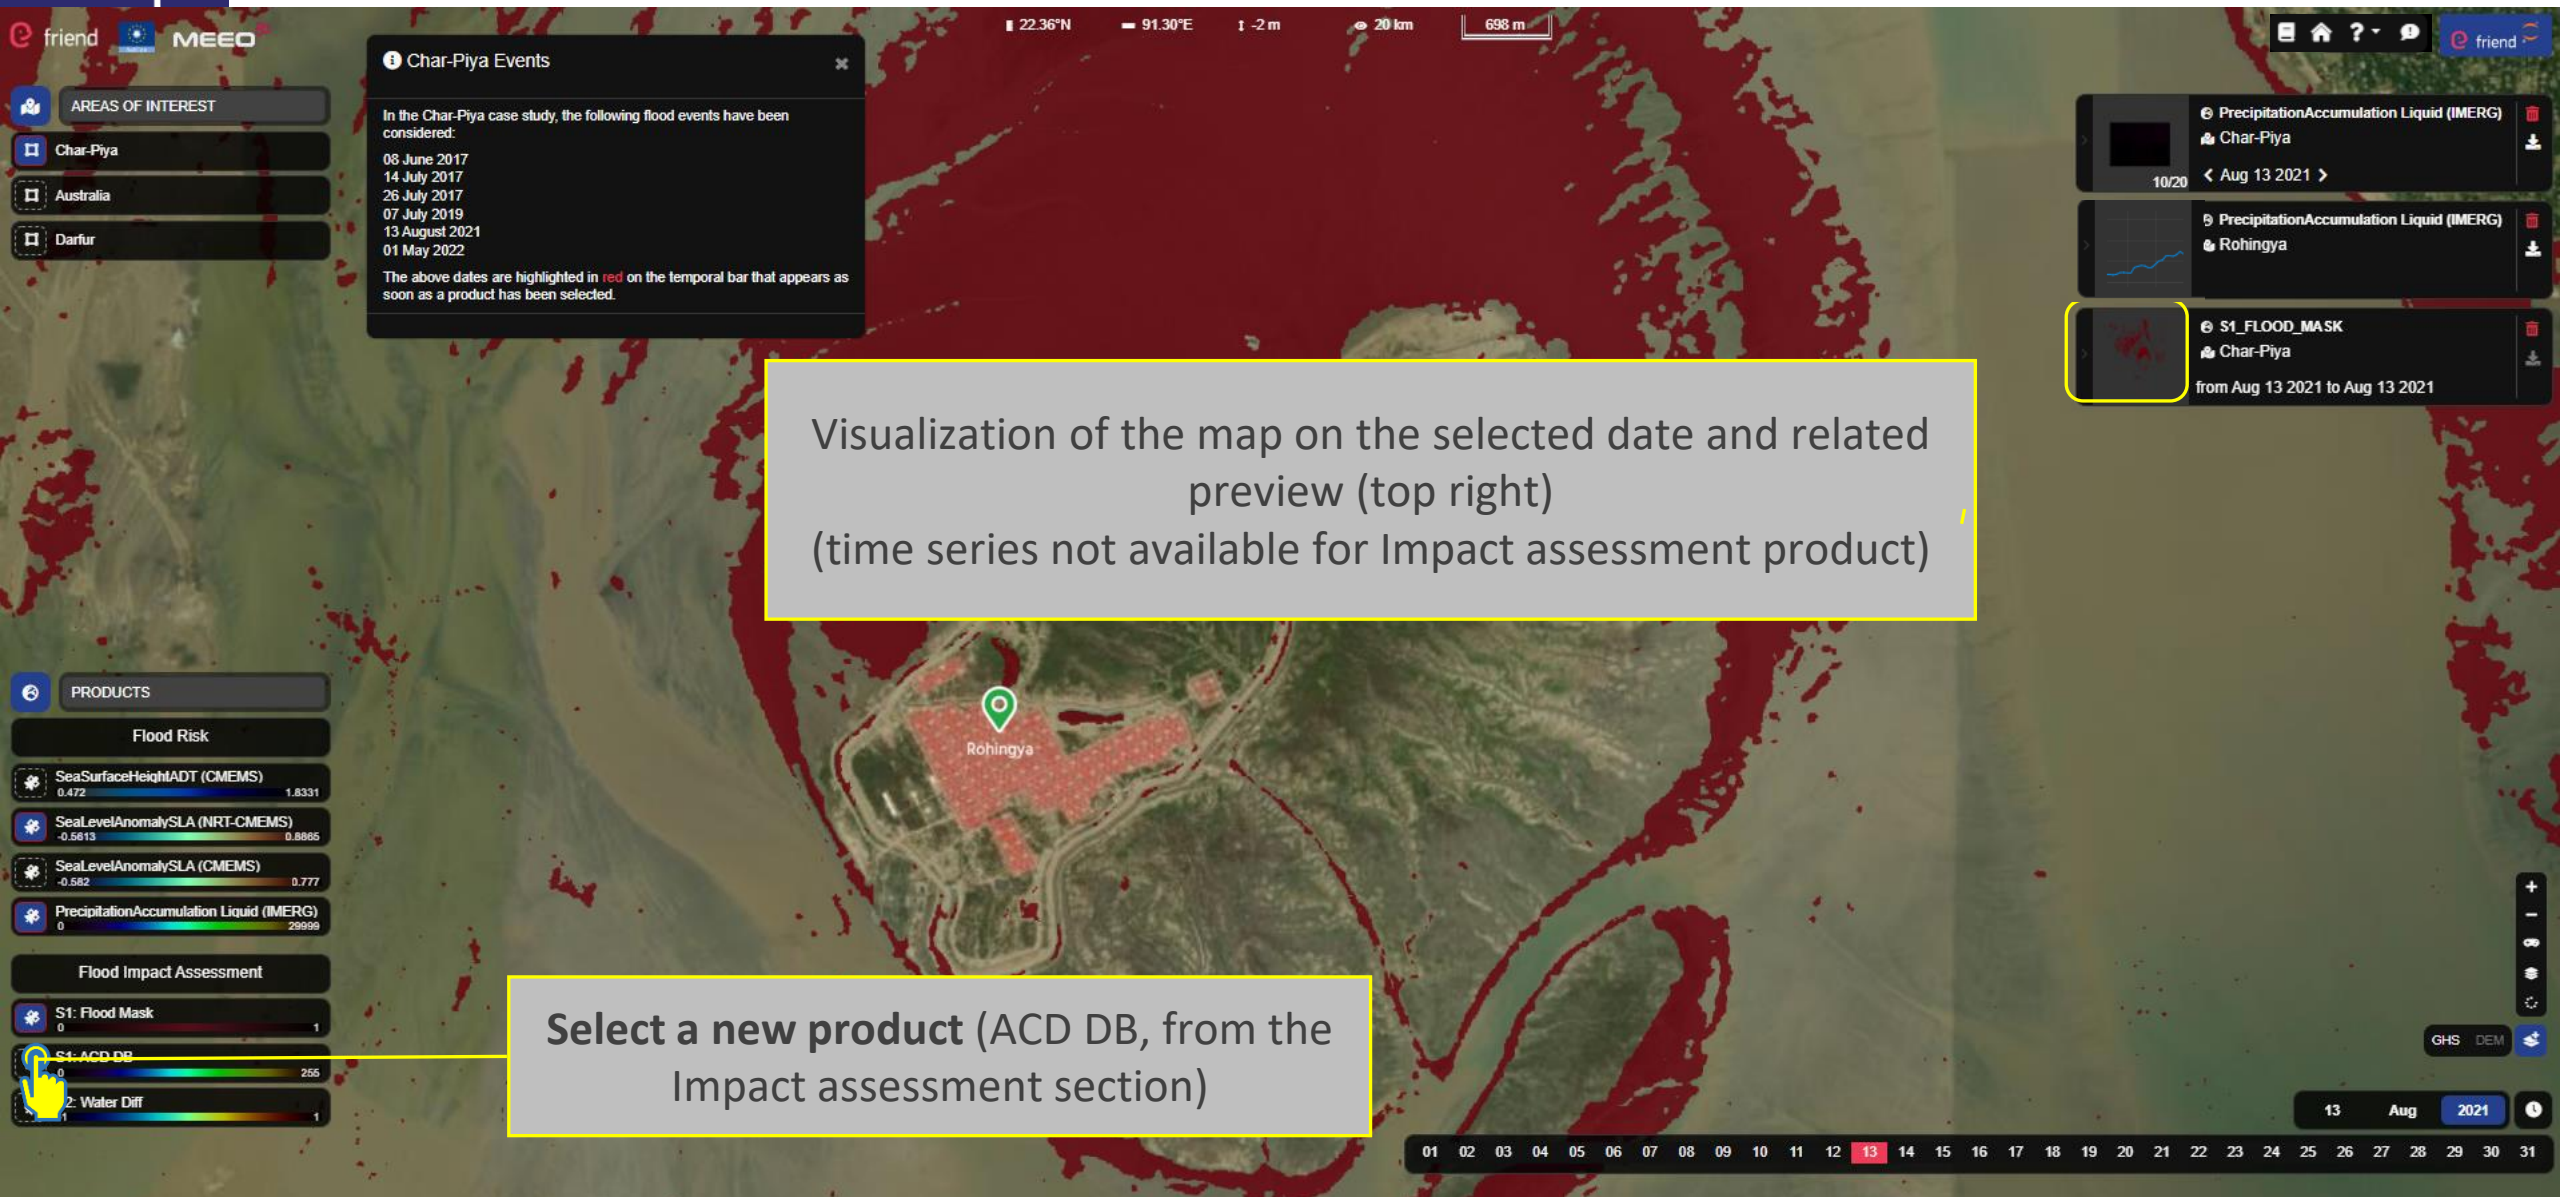 friend
MEEO
22.36°N
91.30°E
-2 m
20 km
698 m
friend
AREAS OF INTEREST
Char-Piya
Australia
Darfur
Char-Piya Events
In the Char-Piya case study, the following flood events have been
considered:
08 June 2017
14 July 2017
26 July 2017
07 July 2019
13 August 2021
01 May 2022
The above dates are highlighted in red on the temporal bar that appears as
soon as a product has been selected.
PrecipitationAccumulation Liquid (IMERG)
Char-Piya
10/20
Aug 13 2021
PrecipitationAccumulation Liquid (IMERG)
Rohingya
S1_FLOOD_MASK
Char-Piya
from Aug 13 2021 to Aug 13 2021
Visualization of the map on the selected date and related
preview (top right)
(time series not available for Impact assessment product)
Rohingya
PRODUCTS
Flood Risk
SeaSurfaceHeightADT (CMEMS)
0.472 1.8331
SeaLevelAnomalySLA (NRT-CMEMS)
-0.5613 0.8865
SeaLevelAnomalySLA (CMEMS)
-0.582 0.777
PrecipitationAccumulation Liquid (IMERG)
0 29999
Flood Impact Assessment
S1: Flood Mask
0 1
S1: ACD DB
0 255
2: Water Diff
1 1
Select a new product (ACD DB, from the
Impact assessment section)
GHS DEM
13 Aug 2021
01 02 03 04 05 06 07 08 09 10 11 12 13 14 15 16 17 18 19 20 21 22 23 24 25 26 27 28 29 30 31